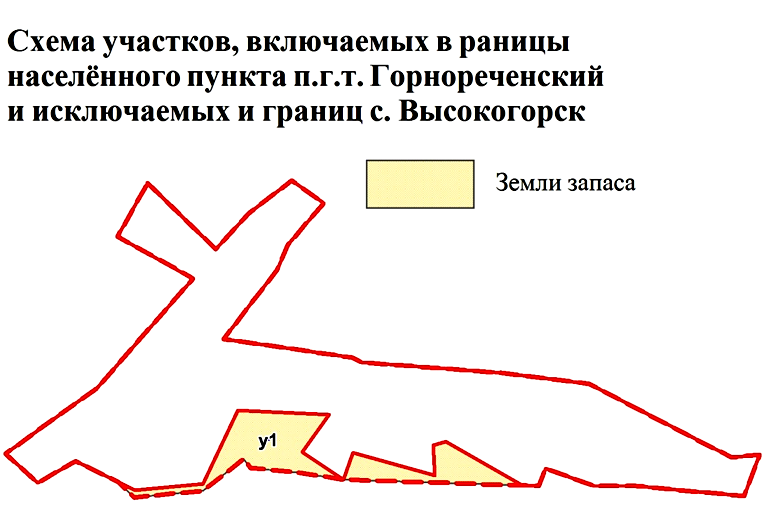 Схема участков, включаемых в раницы
населённого пункта п.г.т. Горнореченский
и исключаемых и границ с. Высокогорск
Земли запаса
у1